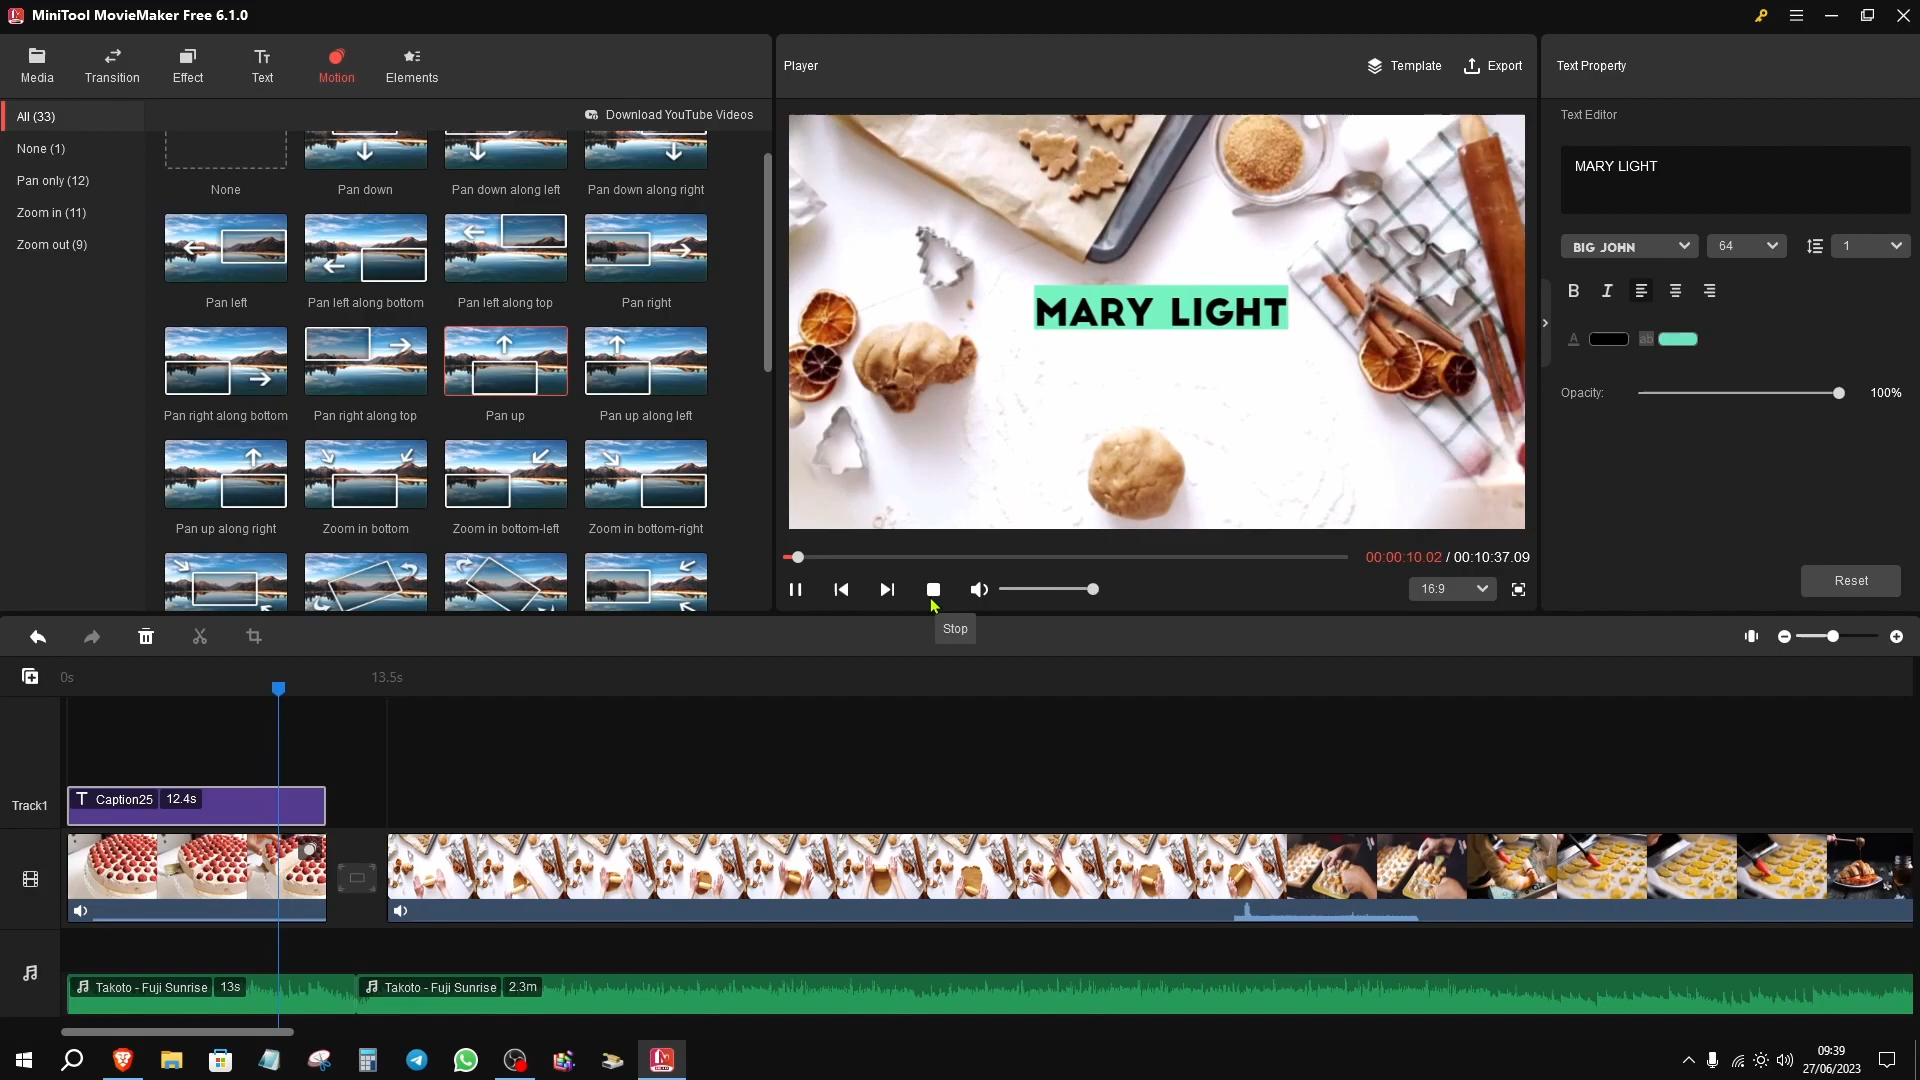 MiniTool MovieMaker Free 6.1.0
Media
Transition
Effect
Text
Motion
Elements
Player
Template
Export
Text Property
All (33)
None (1)
Pan only (12)
Zoom in (11)
Zoom out (9)
Download YouTube Videos
None
Pan down
Pan down along left
Pan down along right
Pan left
Pan left along bottom
Pan left along top
Pan right
Pan right along bottom
Pan right along top
Pan up
Pan up along left
Pan up along right
Zoom in bottom
Zoom in bottom-left
Zoom in bottom-right
MARY LIGHT
00:00:10.02 / 00:10:37.09
16:9
Stop
Text Editor
MARY LIGHT
BIG JOHN
64
1
B
I
A
ab
Opacity:
100%
Reset
0s
13.5s
Track1
T Caption25 12.4s
Takoto - Fuji Sunrise 13s
Takoto - Fuji Sunrise 2.3m
09:39
27/06/2023